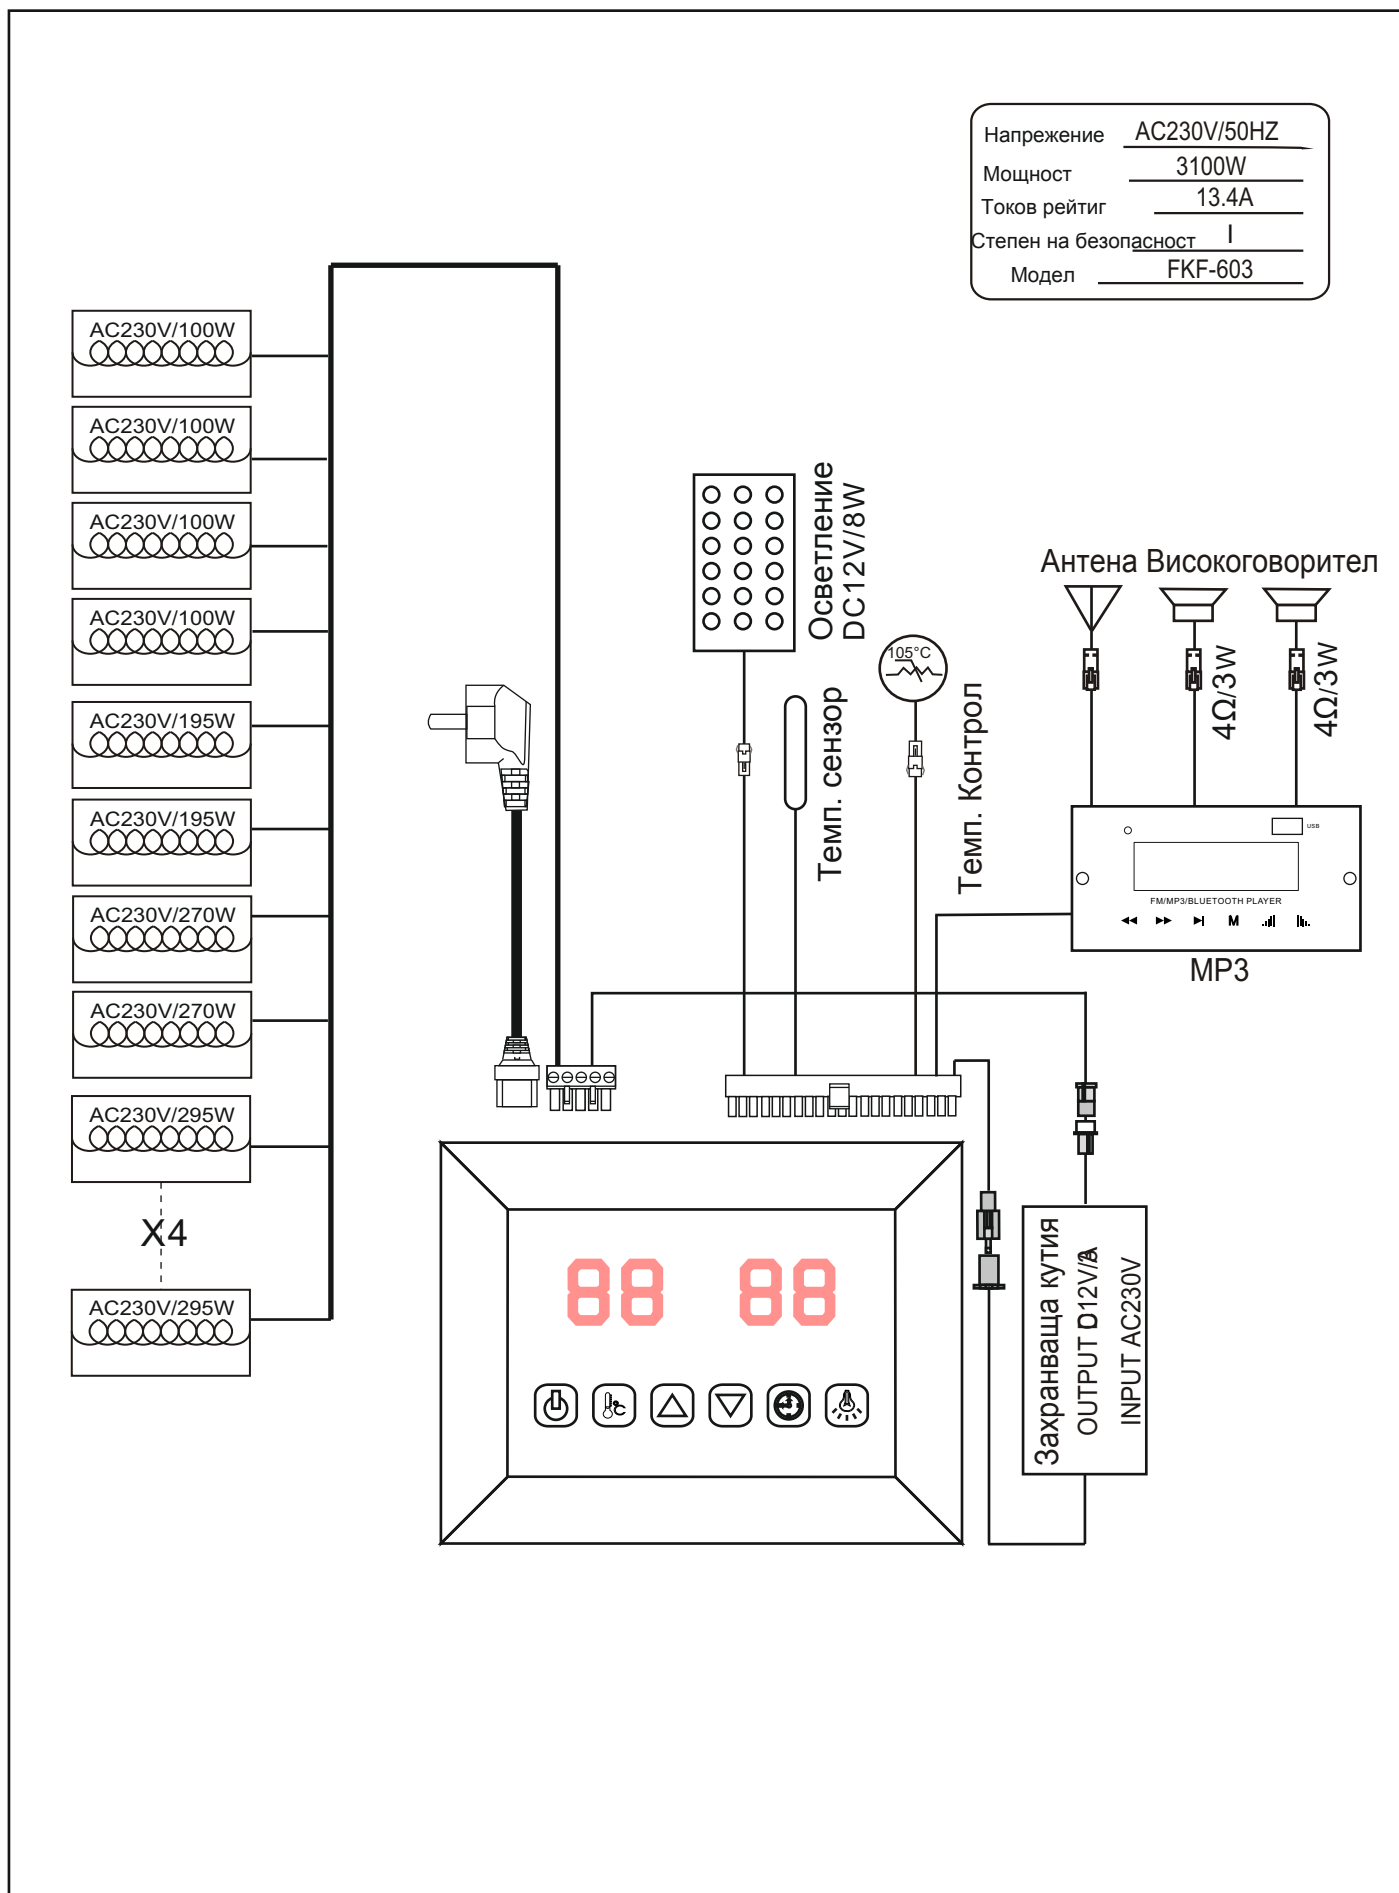 Напрежение AC230V/50HZ
Мощност 3100W
Токов рейтиг 13.4A
Степен на безопасност I
Модел FKF-603
AC230V/100W
AC230V/100W
AC230V/100W
AC230V/100W
AC230V/195W
AC230V/195W
AC230V/270W
AC230V/270W
AC230V/295W
X4
AC230V/295W
Осветление
DC12V/8W
Темп. сензор
105°C
Темп. Контрол
Антена Високоговорител
4Ω/3W
4Ω/3W
USB
FM/MP3/BLUETOOTH PLAYER
M
MP3
88 88
°C
Захранваща кутия
OUTPUT
INPUT AC230V